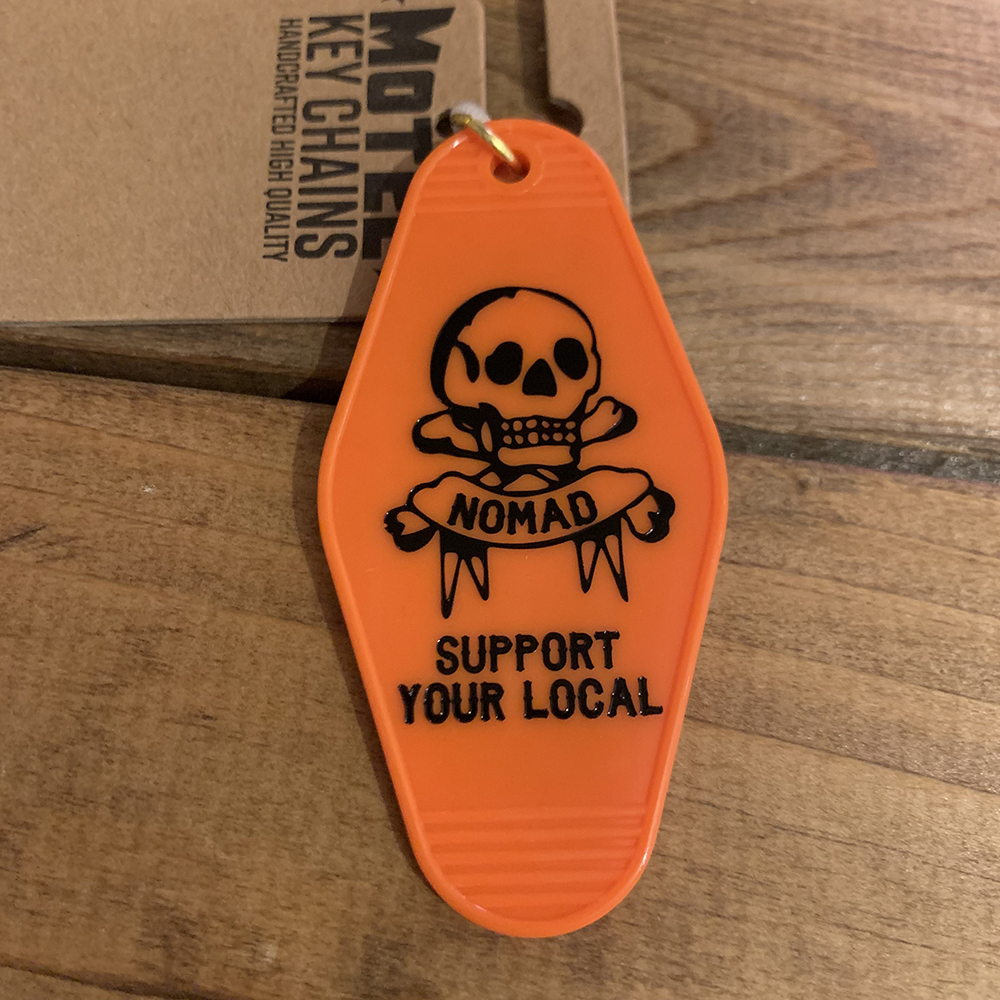 MOTEL
KEY CHAINS
HANDCRAFTED HIGH QUALITY
NOMAD
SUPPORT
YOUR LOCAL